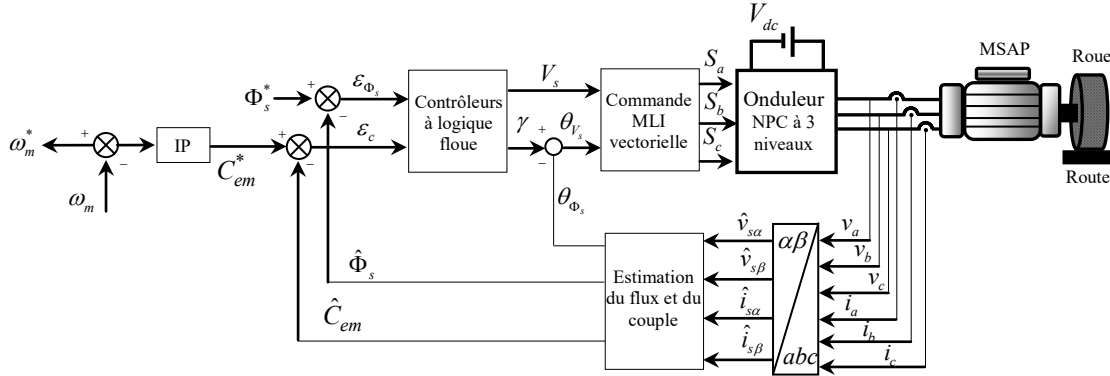 V_dc
MSAP
Roue
Route
Φ_s^*
+
−
ε_Φs
Contrôleurs
à logique
floue
V_s
γ
+
−
θ_Vs
Commande
MLI
vectorielle
S_a
S_b
S_c
Onduleur
NPC à 3
niveaux
ω_m^*
+
−
IP
C_em^*
+
−
ε_c
ω_m
θ_Φs
Φ̂_s
Ĉ_em
Estimation
du flux et du
couple
v̂_sα
v̂_sβ
î_sα
î_sβ
αβ
abc
v_a
v_b
v_c
i_a
i_b
i_c